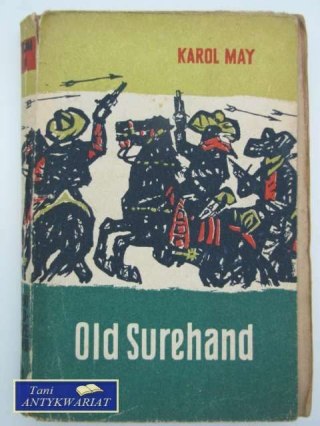 KAROL MAY
Old Surehand
Tani
ANTYKWARIAT